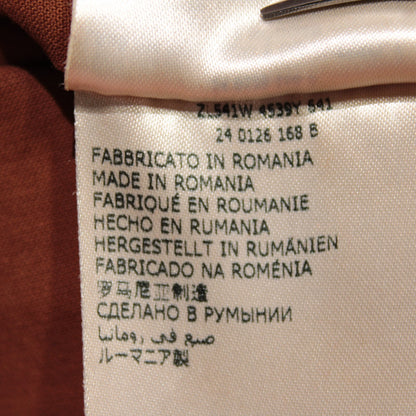 ZL541W 4539Y 641
24 0126 168 B
FABBRICATO IN ROMANIA
MADE IN ROMANIA
FABRIQUÉ EN ROUMANIE
HECHO EN RUMANIA
HERGESTELLT IN RUMÄNIEN
FABRICADO NA ROMÉNIA
罗马尼亚制造
СДЕЛАНО В РУМЫНИИ
صنع في رومانيا
ルーマニア製